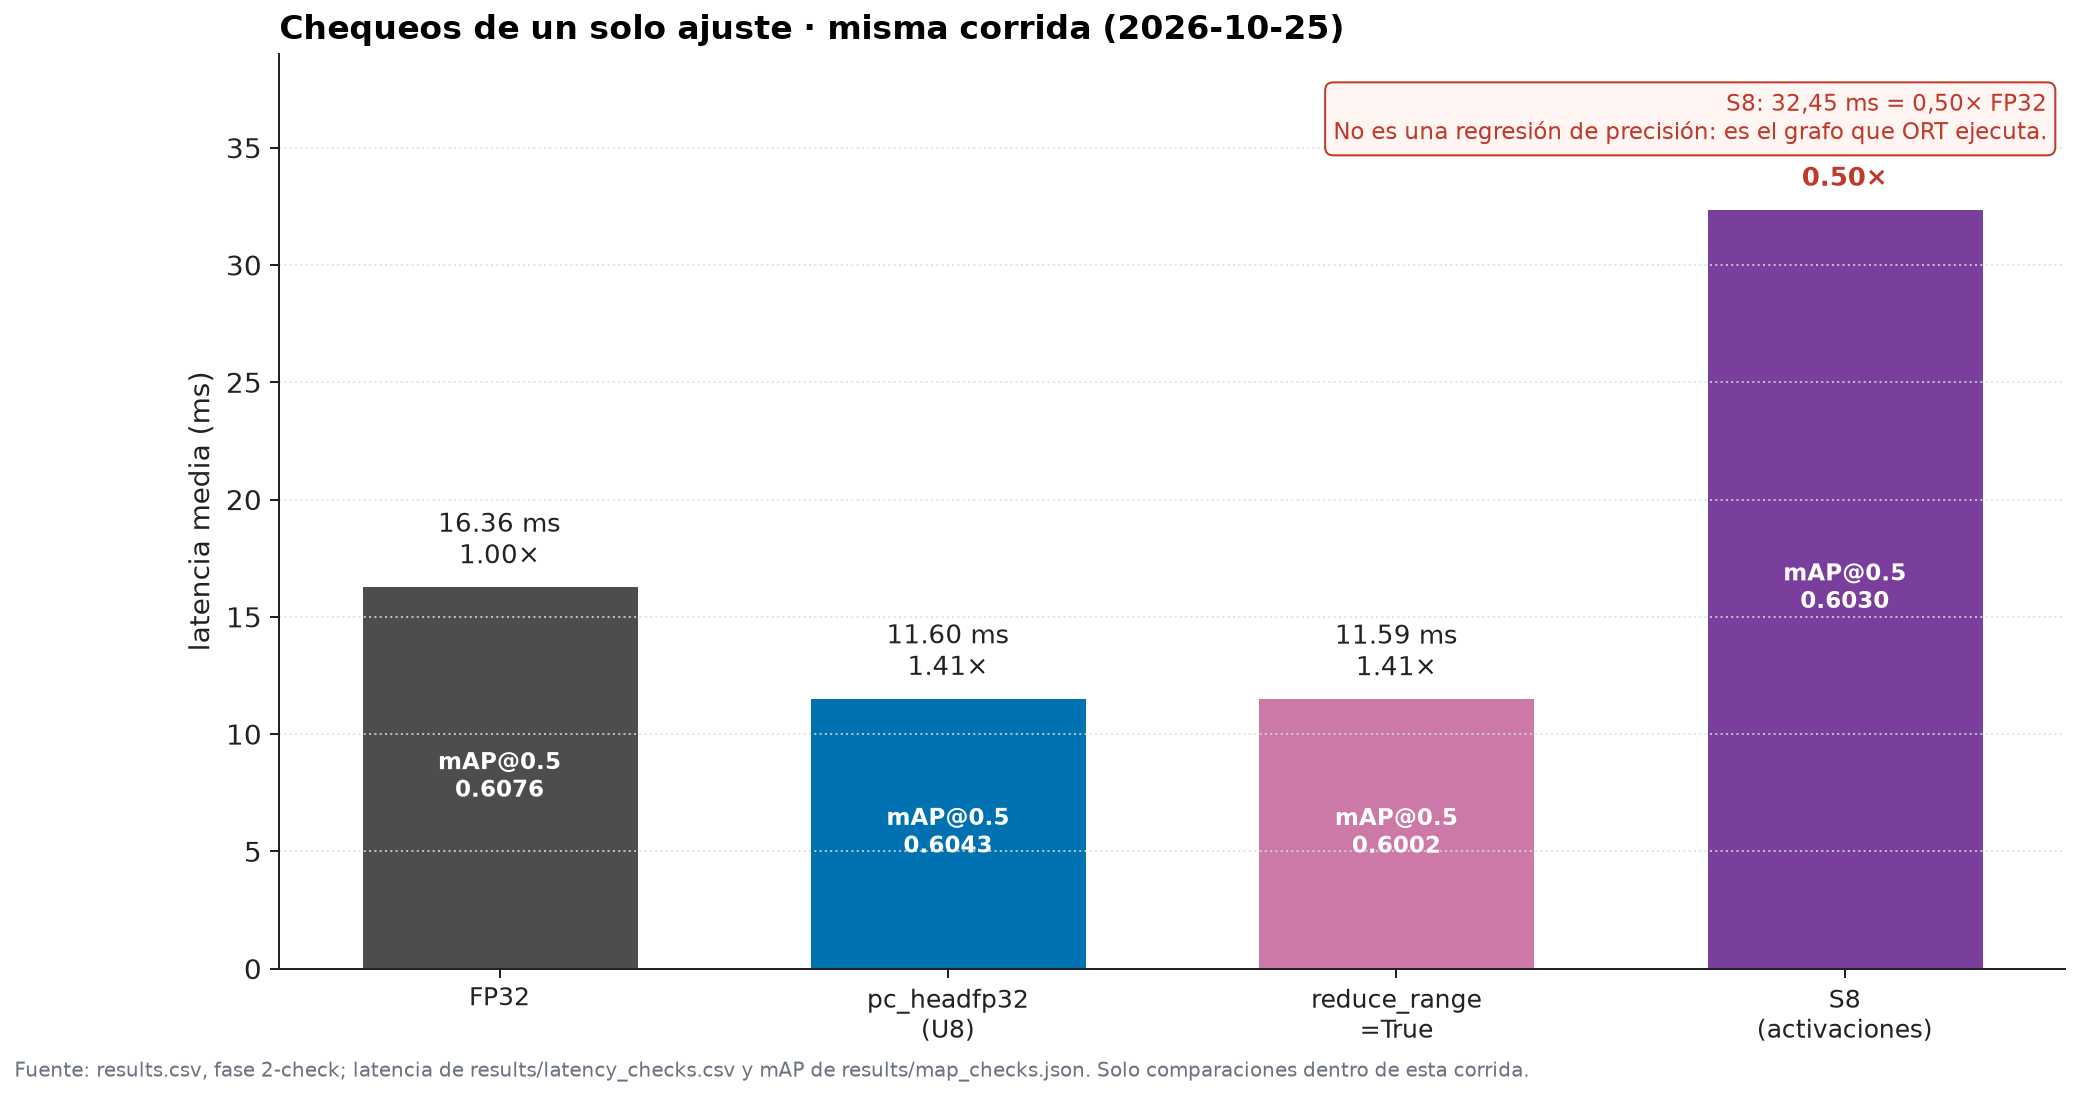 Chequeos de un solo ajuste · misma corrida (2026-10-25)
S8: 32,45 ms = 0,50× FP32
No es una regresión de precisión: es el grafo que ORT ejecuta.
0.50×
latencia media (ms)
35
30
25
20
15
10
5
0
16.36 ms
1.00×
mAP@0.5
0.6076
11.60 ms
1.41×
mAP@0.5
0.6043
11.59 ms
1.41×
mAP@0.5
0.6002
mAP@0.5
0.6030
FP32
pc_headfp32
(U8)
reduce_range
=True
S8
(activaciones)
Fuente: results.csv, fase 2-check; latencia de results/latency_checks.csv y mAP de results/map_checks.json. Solo comparaciones dentro de esta corrida.